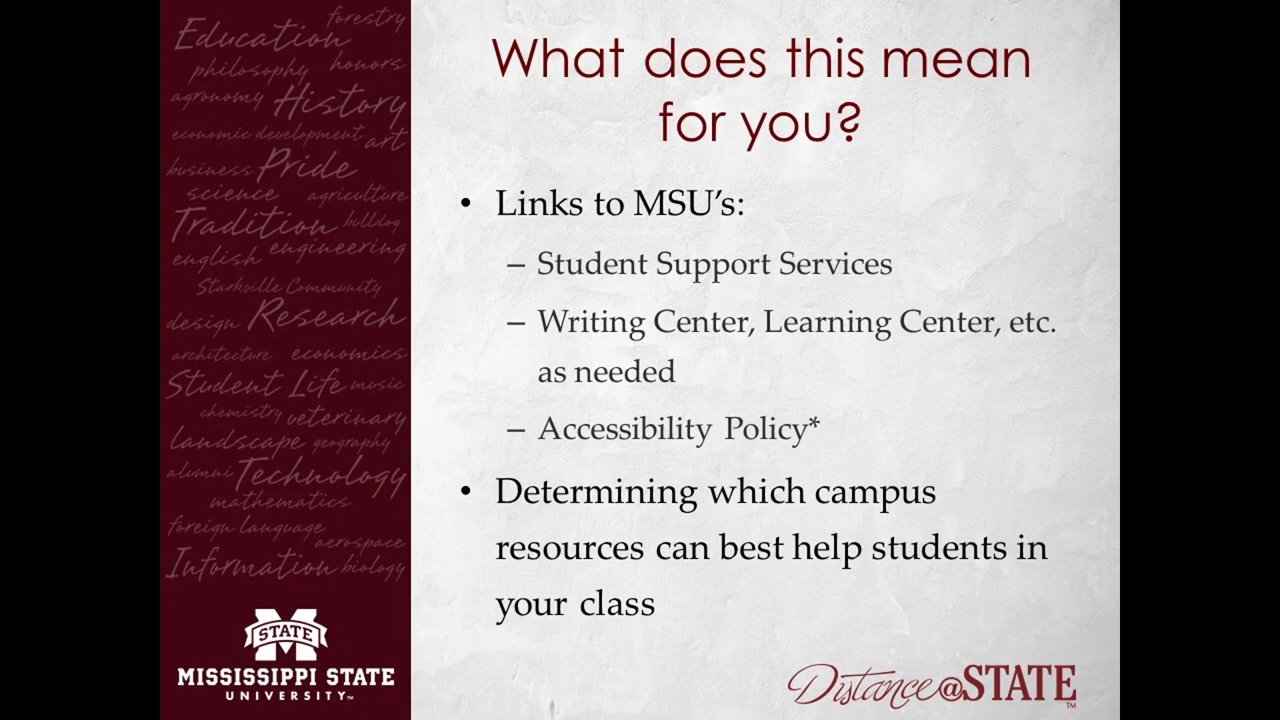 forestry
Education
philosophy honors
agronomy History
economic development art
business Pride
science agriculture
Tradition bulldog
english engineering
Starkville Community
design Research
architecture economics
Student Life music
chemistry veterinary
landscape geography
alumni Technology
mathematics
foreign language
aerospace
Information biology
STATE
MISSISSIPPI STATE
UNIVERSITY™
What does this mean
for you?
• Links to MSU’s:
– Student Support Services
– Writing Center, Learning Center, etc.
as needed
– Accessibility Policy*
• Determining which campus
resources can best help students in
your class
Distance@STATE™